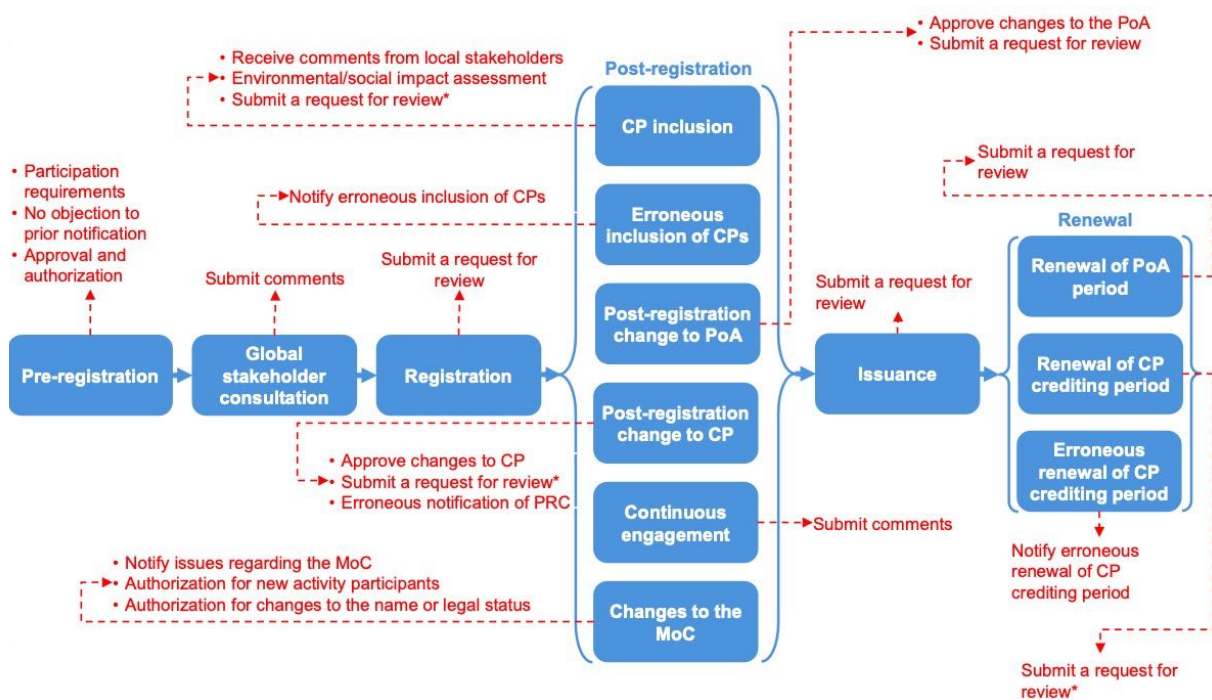 • Approve changes to the PoA
• Submit a request for review
• Receive comments from local stakeholders
• Environmental/social impact assessment
• Submit a request for review*
Post-registration
CP inclusion
Submit a request for
review
• Participation
requirements
• No objection to
prior notification
• Approval and
authorization
Notify erroneous inclusion of CPs
Erroneous
inclusion of CPs
Renewal
Renewal of PoA
period
Submit comments
Submit a request for
review
Post-registration
change to PoA
Submit a request for
review
Pre-registration
Global
stakeholder
consultation
Registration
Issuance
Renewal of CP
crediting period
Post-registration
change to CP
• Approve changes to CP
• Submit a request for review*
• Erroneous notification of PRC
Erroneous
renewal of CP
crediting period
Continuous
engagement
Submit comments
Notify erroneous
renewal of CP
crediting period
• Notify issues regarding the MoC
• Authorization for new activity participants
• Authorization for changes to the name or legal status
Changes to the
MoC
Submit a request for
review*